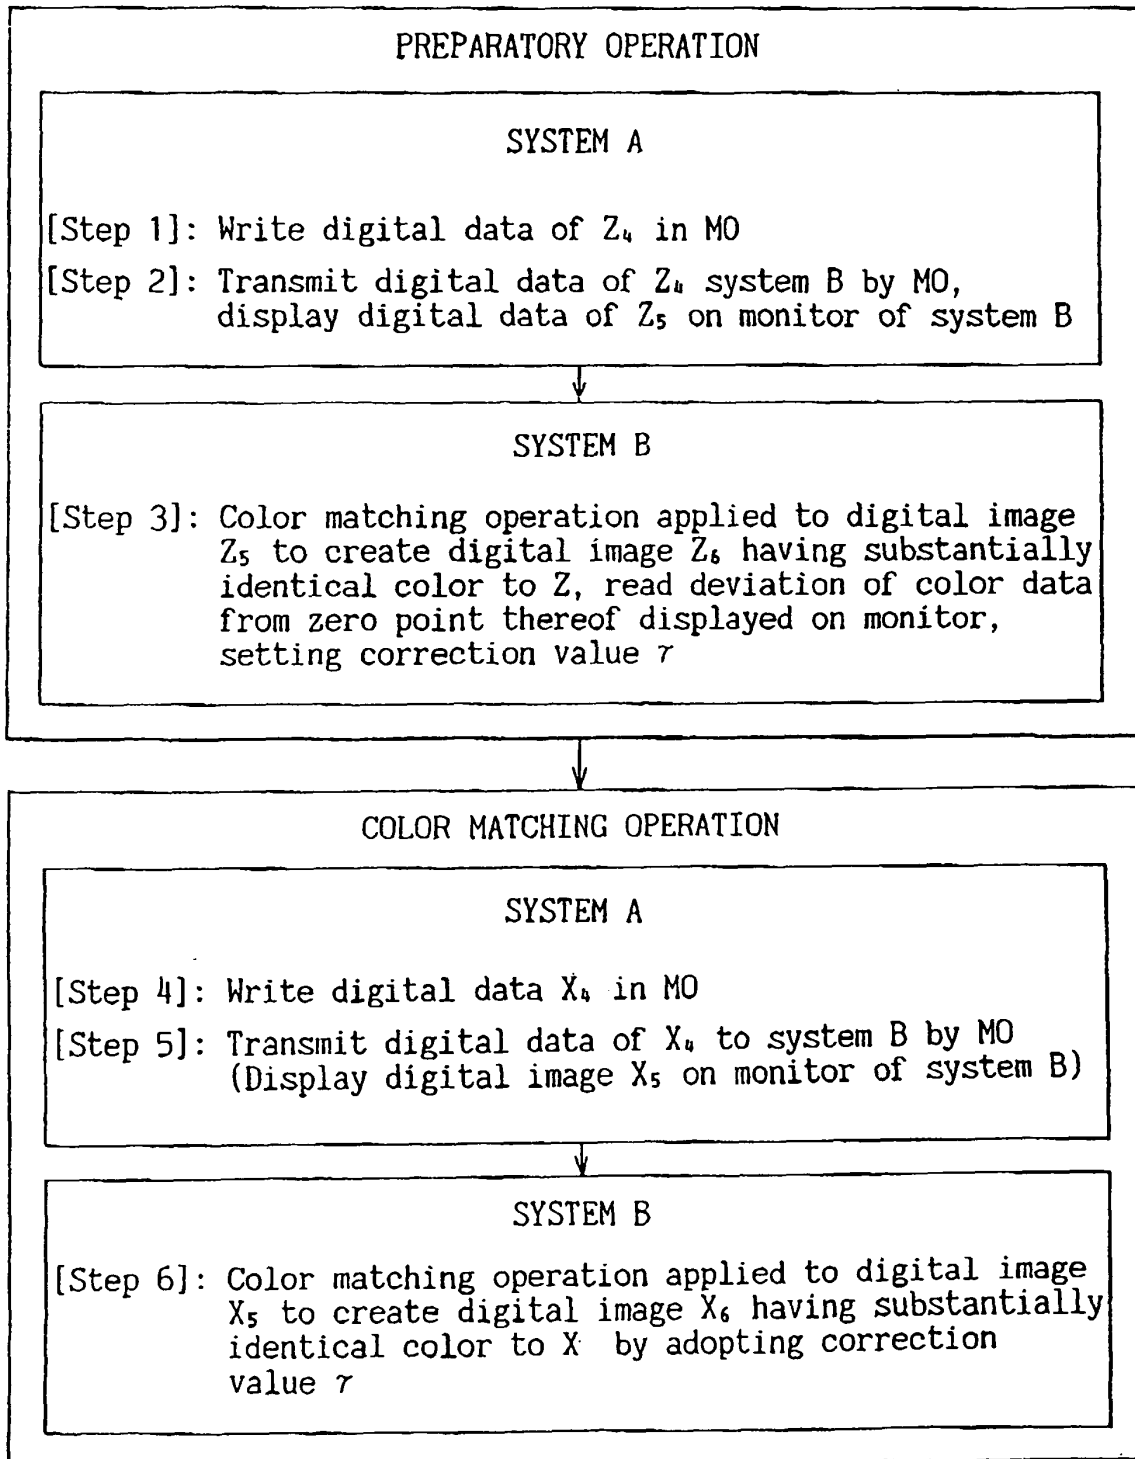 PREPARATORY OPERATION
SYSTEM A
[Step 1]: Write digital data of Z₄ in MO
[Step 2]: Transmit digital data of Z₄ system B by MO,
display digital data of Z₅ on monitor of system B
SYSTEM B
[Step 3]: Color matching operation applied to digital image
Z₅ to create digital image Z₆ having substantially
identical color to Z, read deviation of color data
from zero point thereof displayed on monitor,
setting correction value τ
COLOR MATCHING OPERATION
SYSTEM A
[Step 4]: Write digital data X₄ in MO
[Step 5]: Transmit digital data of X₄ to system B by MO
(Display digital image X₅ on monitor of system B)
SYSTEM B
[Step 6]: Color matching operation applied to digital image
X₅ to create digital image X₆ having substantially
identical color to X by adopting correction
value τ